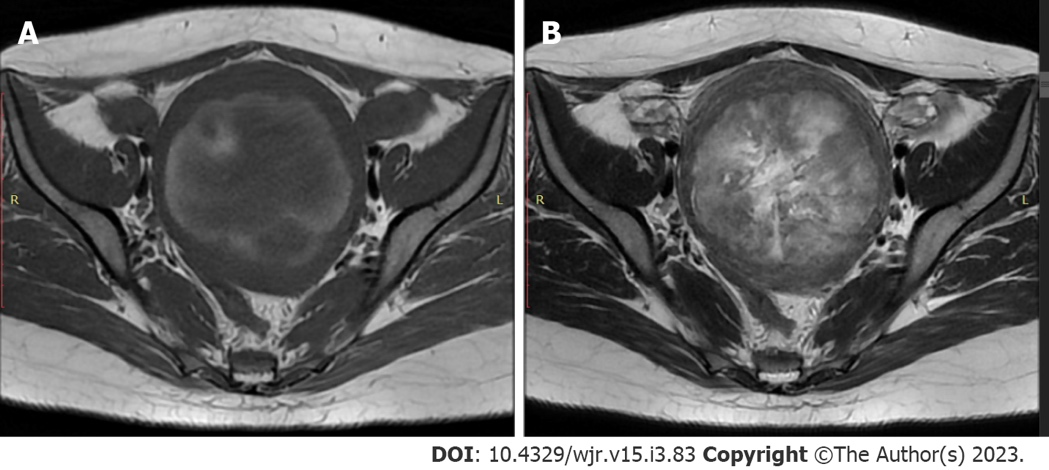 A
B
R
L
R
L
DOI: 10.4329/wjr.v15.i3.83 Copyright ©The Author(s) 2023.